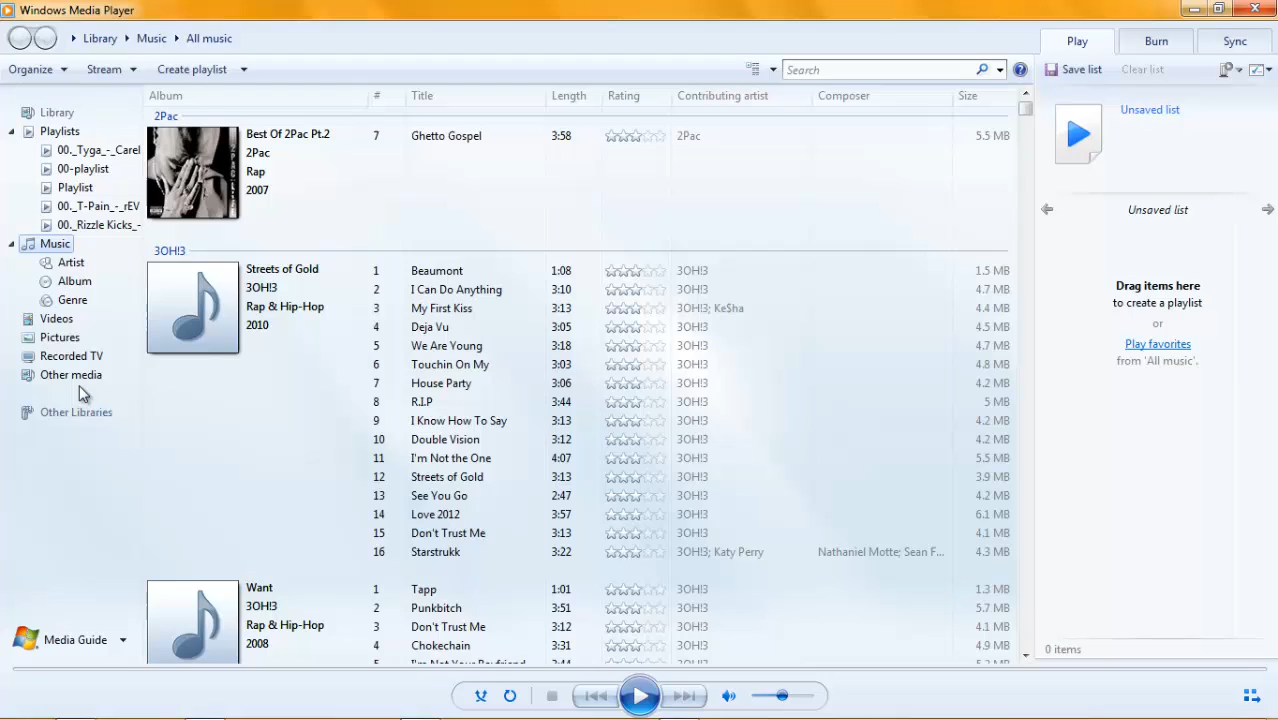 Windows Media Player
Library Music All music
Play Burn Sync
Organize Stream Create playlist
Search
Save list Clear list
Album # Title Length Rating Contributing artist Composer Size
Library
Playlists
00._Tyga_-_Carel
00-playlist
Playlist
00._T-Pain_-_rEV
00._Rizzle Kicks_-
Music
Artist
Album
Genre
Videos
Pictures
Recorded TV
Other media
Other Libraries
Media Guide
2Pac
Best Of 2Pac Pt.2 7 Ghetto Gospel 3:58 2Pac 5.5 MB
2Pac
Rap
2007
3OH!3
Streets of Gold
3OH!3
Rap & Hip-Hop
2010
1 Beaumont 1:08 3OH!3 1.5 MB
2 I Can Do Anything 3:10 3OH!3 4.7 MB
3 My First Kiss 3:13 3OH!3; Ke$ha 4.4 MB
4 Deja Vu 3:05 3OH!3 4.5 MB
5 We Are Young 3:18 3OH!3 4.7 MB
6 Touchin On My 3:03 3OH!3 4.8 MB
7 House Party 3:06 3OH!3 4.2 MB
8 R.I.P 3:44 3OH!3 5 MB
9 I Know How To Say 3:13 3OH!3 4.2 MB
10 Double Vision 3:12 3OH!3 4.2 MB
11 I'm Not the One 4:07 3OH!3 5.5 MB
12 Streets of Gold 3:13 3OH!3 3.9 MB
13 See You Go 2:47 3OH!3 4.2 MB
14 Love 2012 3:57 3OH!3 6.1 MB
15 Don't Trust Me 3:13 3OH!3 4.1 MB
16 Starstrukk 3:22 3OH!3; Katy Perry Nathaniel Motte; Sean F... 4.3 MB
Want
3OH!3
Rap & Hip-Hop
2008
1 Tapp 1:01 3OH!3 1.3 MB
2 Punkbitch 3:51 3OH!3 5.7 MB
3 Don't Trust Me 3:12 3OH!3 4.1 MB
4 Chokechain 3:31 3OH!3 4.9 MB
Unsaved list
Unsaved list
Drag items here
to create a playlist
or
Play favorites
from 'All music'.
0 items